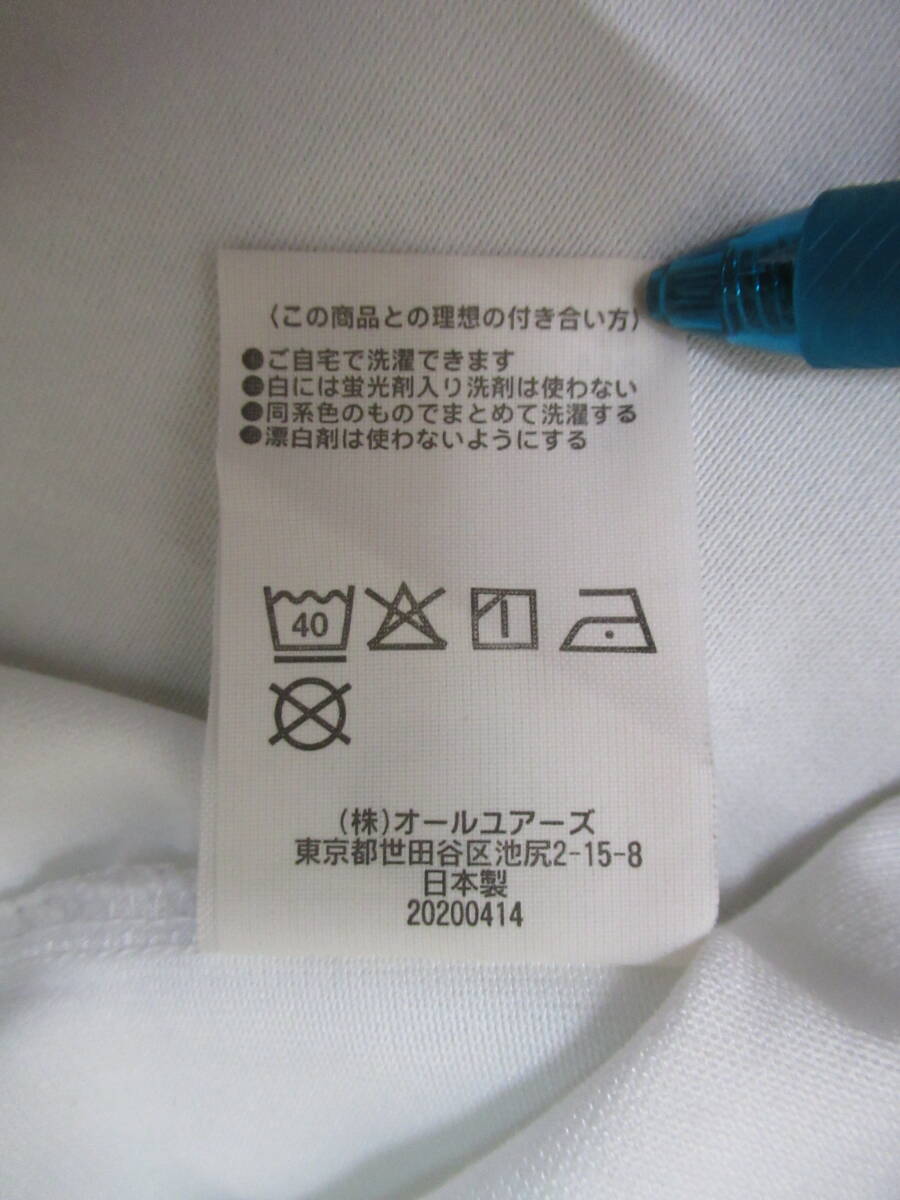 〈この商品との理想の付き合い方〉
●ご自宅で洗濯できます
●白には蛍光剤入り洗剤は使わない
●同系色のものでまとめて洗濯する
●漂白剤は使わないようにする
40
(株)オールユアーズ
東京都世田谷区池尻2-15-8
日本製
20200414